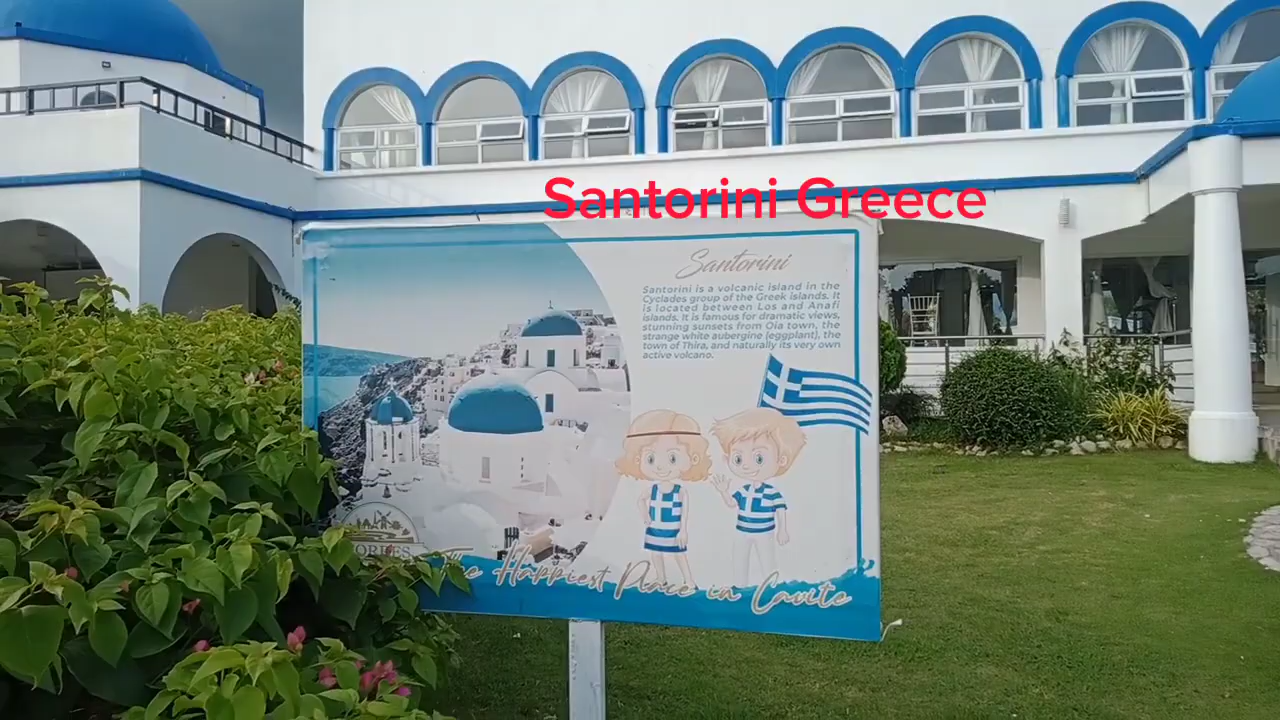 Santorini Greece
Santorini
Santorini is a volcanic island in the
Cyclades group of the Greek islands. It
is located between Los and Anafi
islands. It is famous for dramatic views,
stunning sunsets from Oia town, the
strange white aubergine (eggplant), the
town of Thira, and naturally its very own
active volcano.
The Happiest Place in Cavite